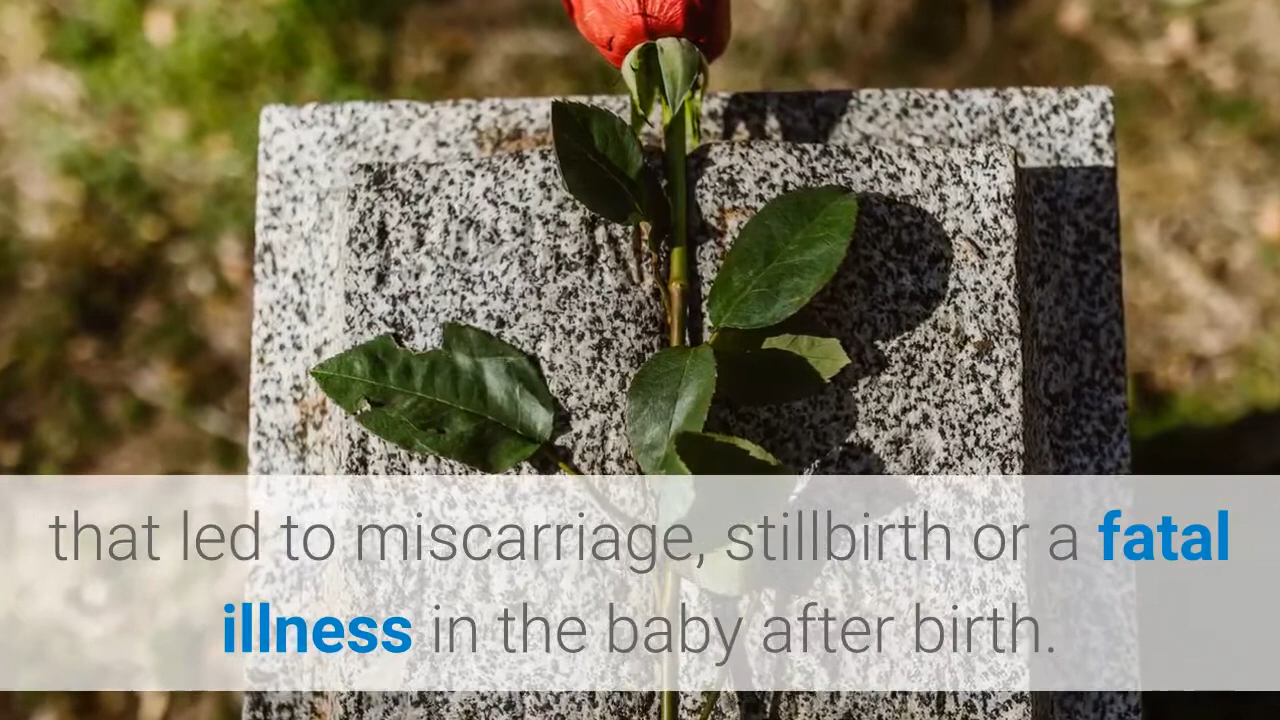 that led to miscarriage, stillbirth or a fatal
illness in the baby after birth.